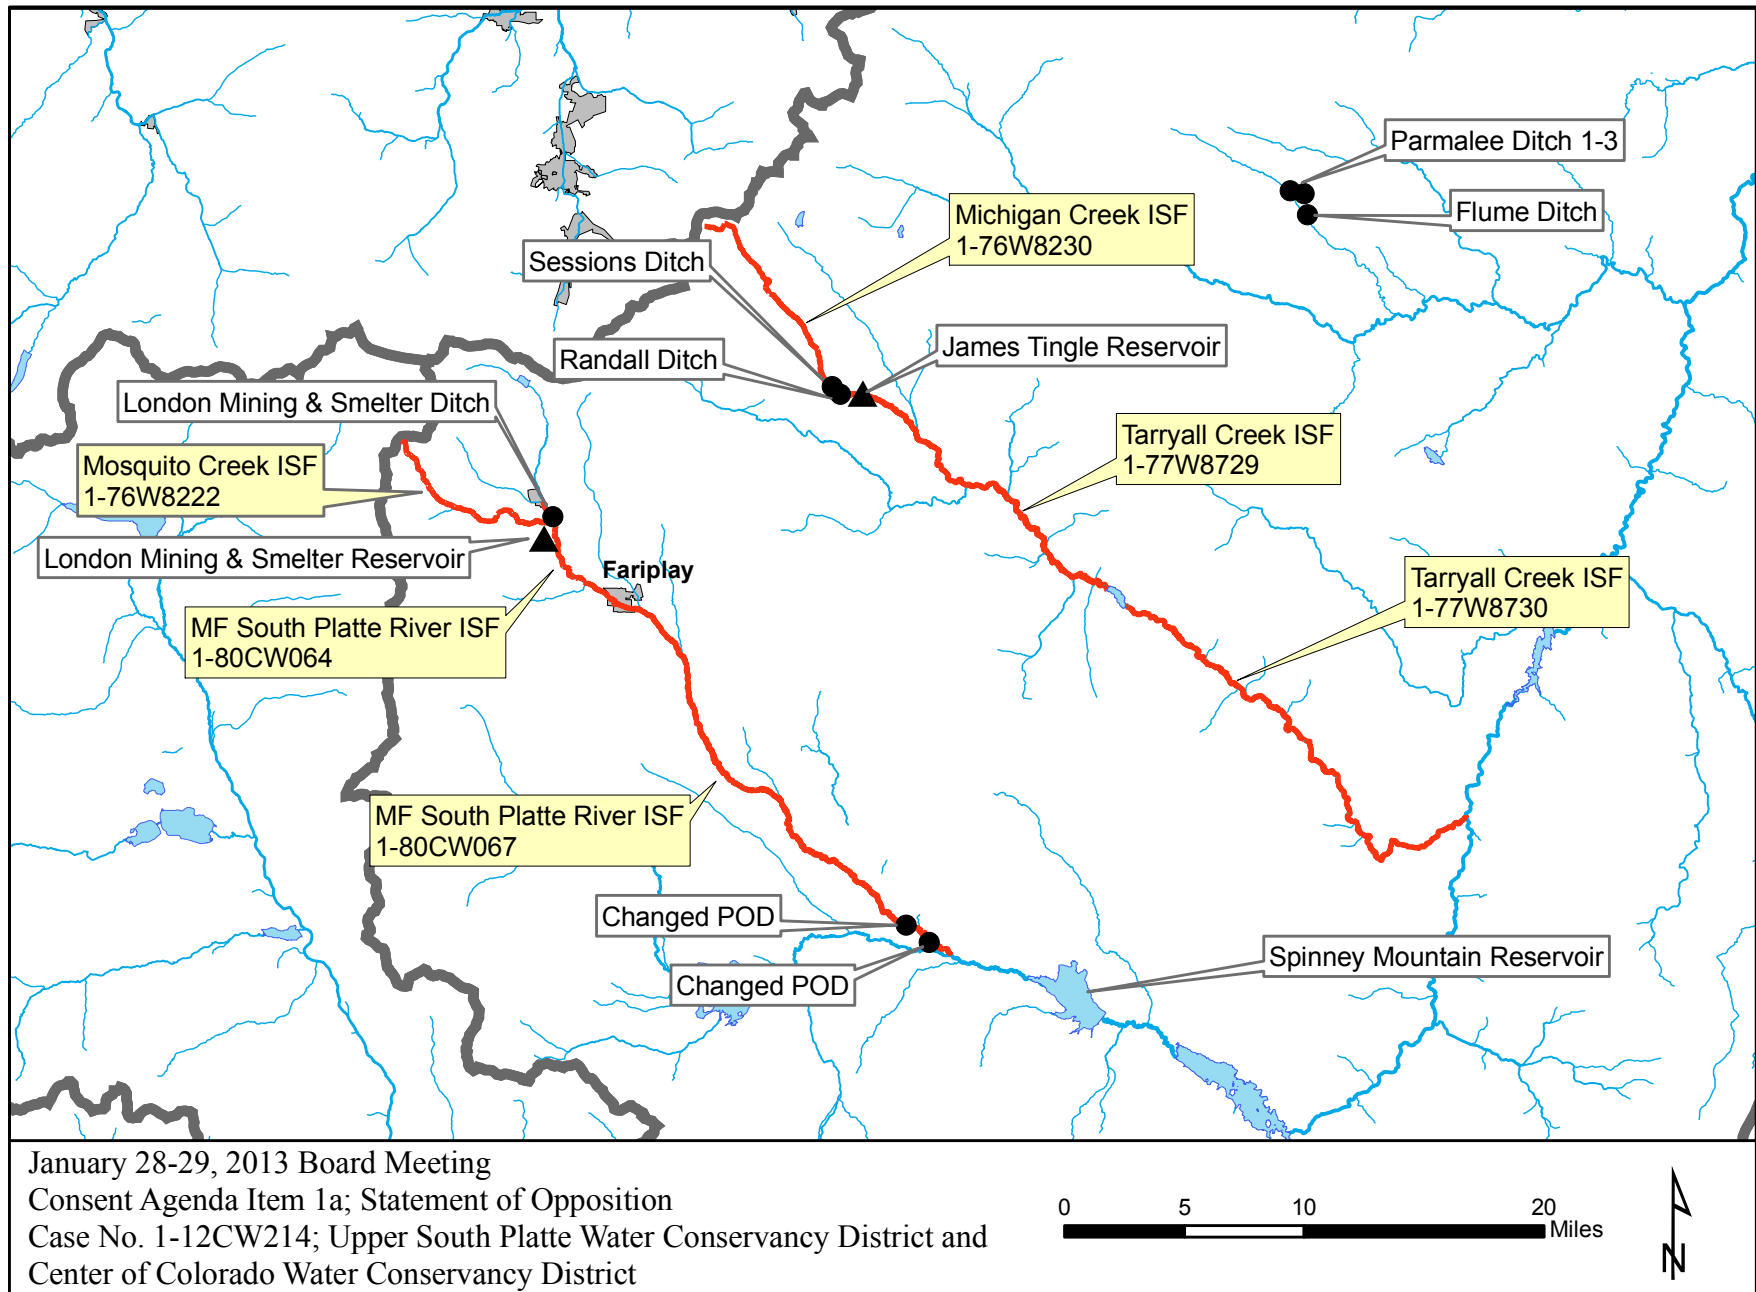 Parmalee Ditch 1-3
Flume Ditch
Michigan Creek ISF
1-76W8230
Sessions Ditch
James Tingle Reservoir
Randall Ditch
London Mining & Smelter Ditch
Tarryall Creek ISF
1-77W8729
Mosquito Creek ISF
1-76W8222
London Mining & Smelter Reservoir
Fariplay
Tarryall Creek ISF
1-77W8730
MF South Platte River ISF
1-80CW064
MF South Platte River ISF
1-80CW067
Changed POD
Spinney Mountain Reservoir
Changed POD
January 28-29, 2013 Board Meeting
Consent Agenda Item 1a; Statement of Opposition
Case No. 1-12CW214; Upper South Platte Water Conservancy District and
Center of Colorado Water Conservancy District
0 5 10 20
Miles
N